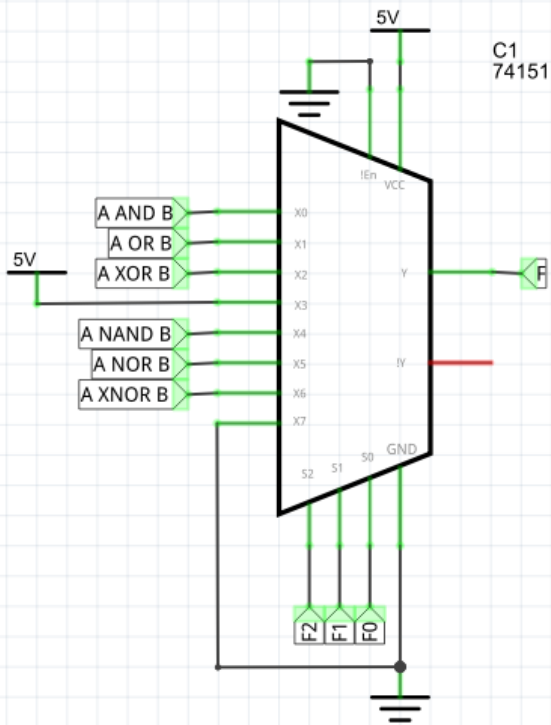 5V
C1
74151
!En
VCC
A AND B
X0
A OR B
X1
5V
A XOR B
X2
Y
F
X3
A NAND B
X4
A NOR B
X5
!Y
A XNOR B
X6
X7
GND
S2
S1
S0
F2
F1
F0